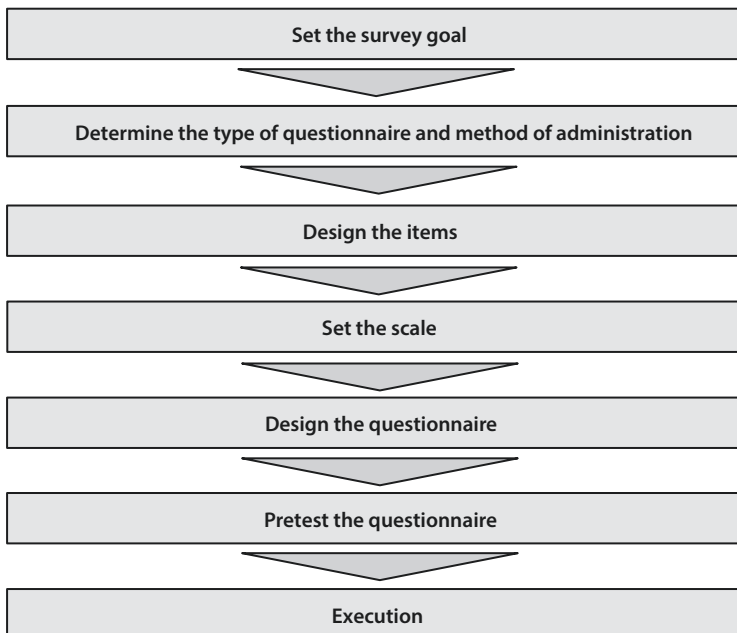 Set the survey goal
Determine the type of questionnaire and method of administration
Design the items
Set the scale
Design the questionnaire
Pretest the questionnaire
Execution